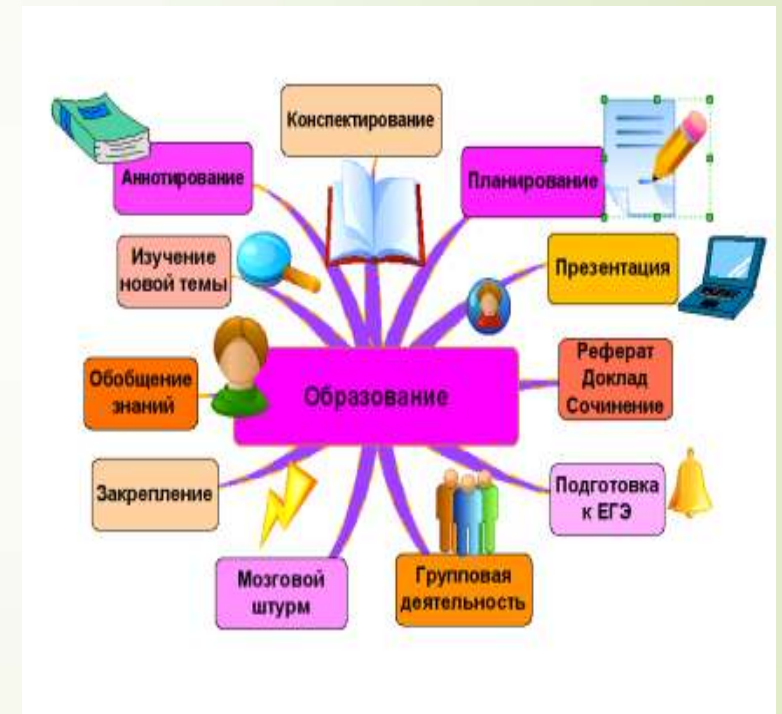 Конспектирование
Аннотирование
Планирование
Изучение
новой темы
Презентация
Реферат
Доклад
Сочинение
Обобщение
знаний
Образование
Закрепление
Подготовка
к ЕГЭ
Мозговой
штурм
Групповая
деятельность